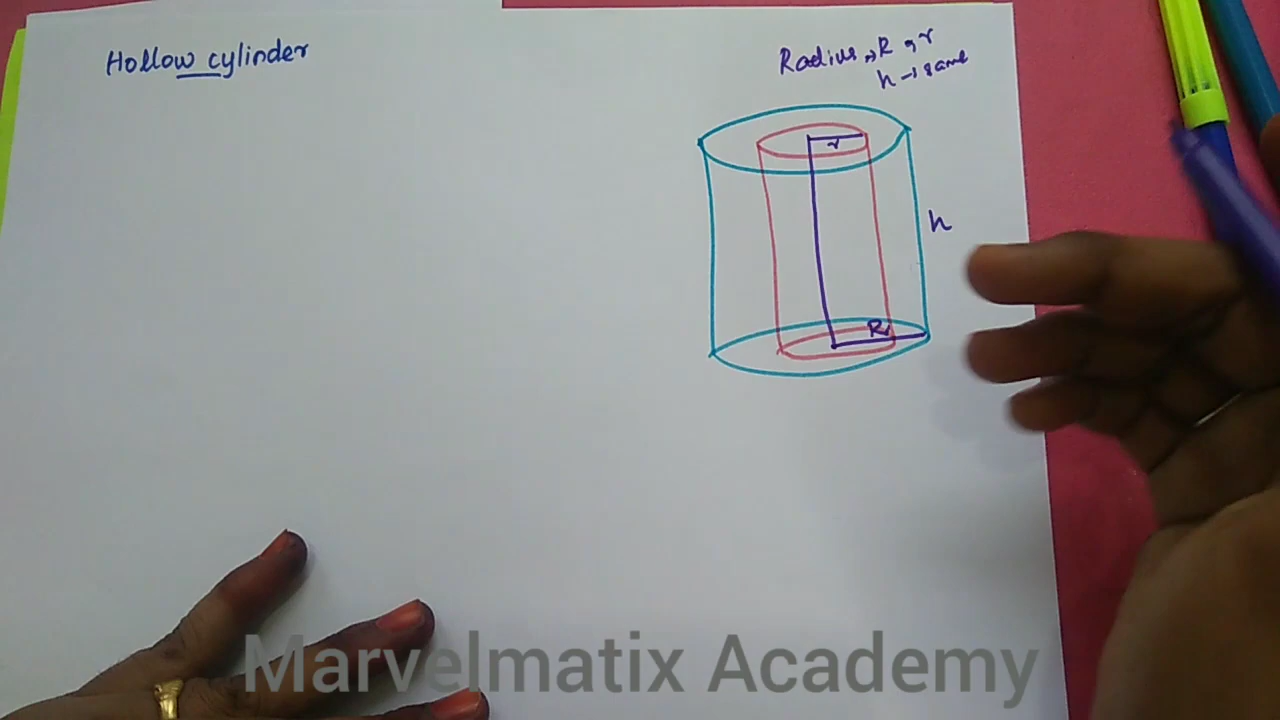 Hollow cylinder
Radius → R, r
h → same
r
h
R
Marvelmatix Academy